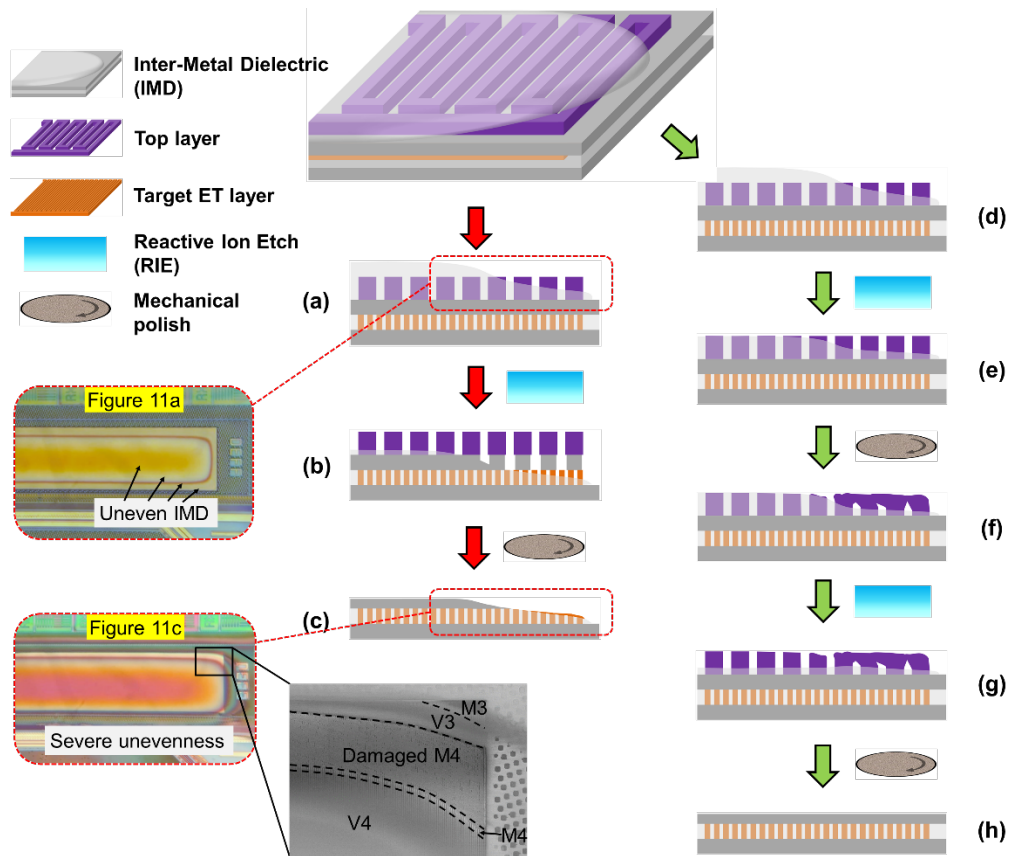 Inter-Metal Dielectric
(IMD)
Top layer
Target ET layer
Reactive Ion Etch
(RIE)
Mechanical
polish
(a)
(b)
(c)
(d)
(e)
(f)
(g)
(h)
Figure 11a
Uneven IMD
Figure 11c
Severe unevenness
M3
V3
Damaged M4
V4
M4